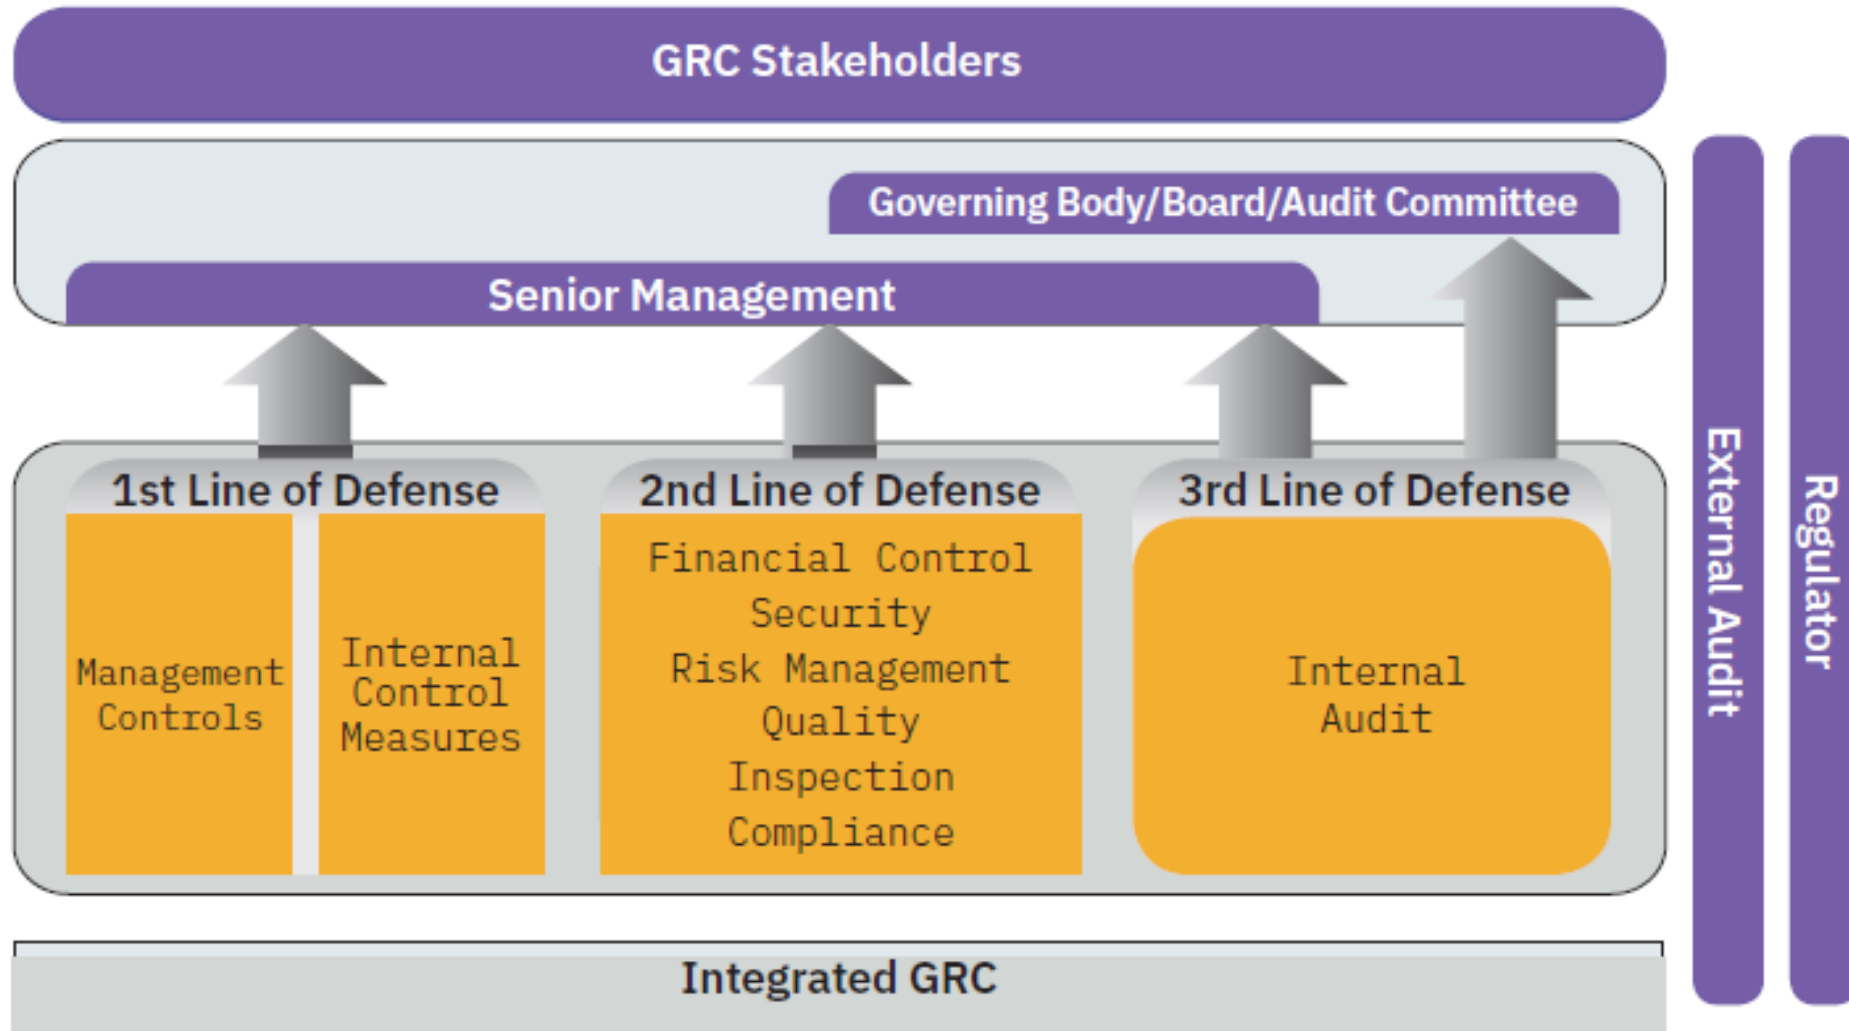 GRC Stakeholders
Governing Body/Board/Audit Committee
Senior Management
1st Line of Defense
Management
Controls
Internal
Control
Measures
2nd Line of Defense
Financial Control
Security
Risk Management
Quality
Inspection
Compliance
3rd Line of Defense
Internal
Audit
External Audit
Regulator
Integrated GRC